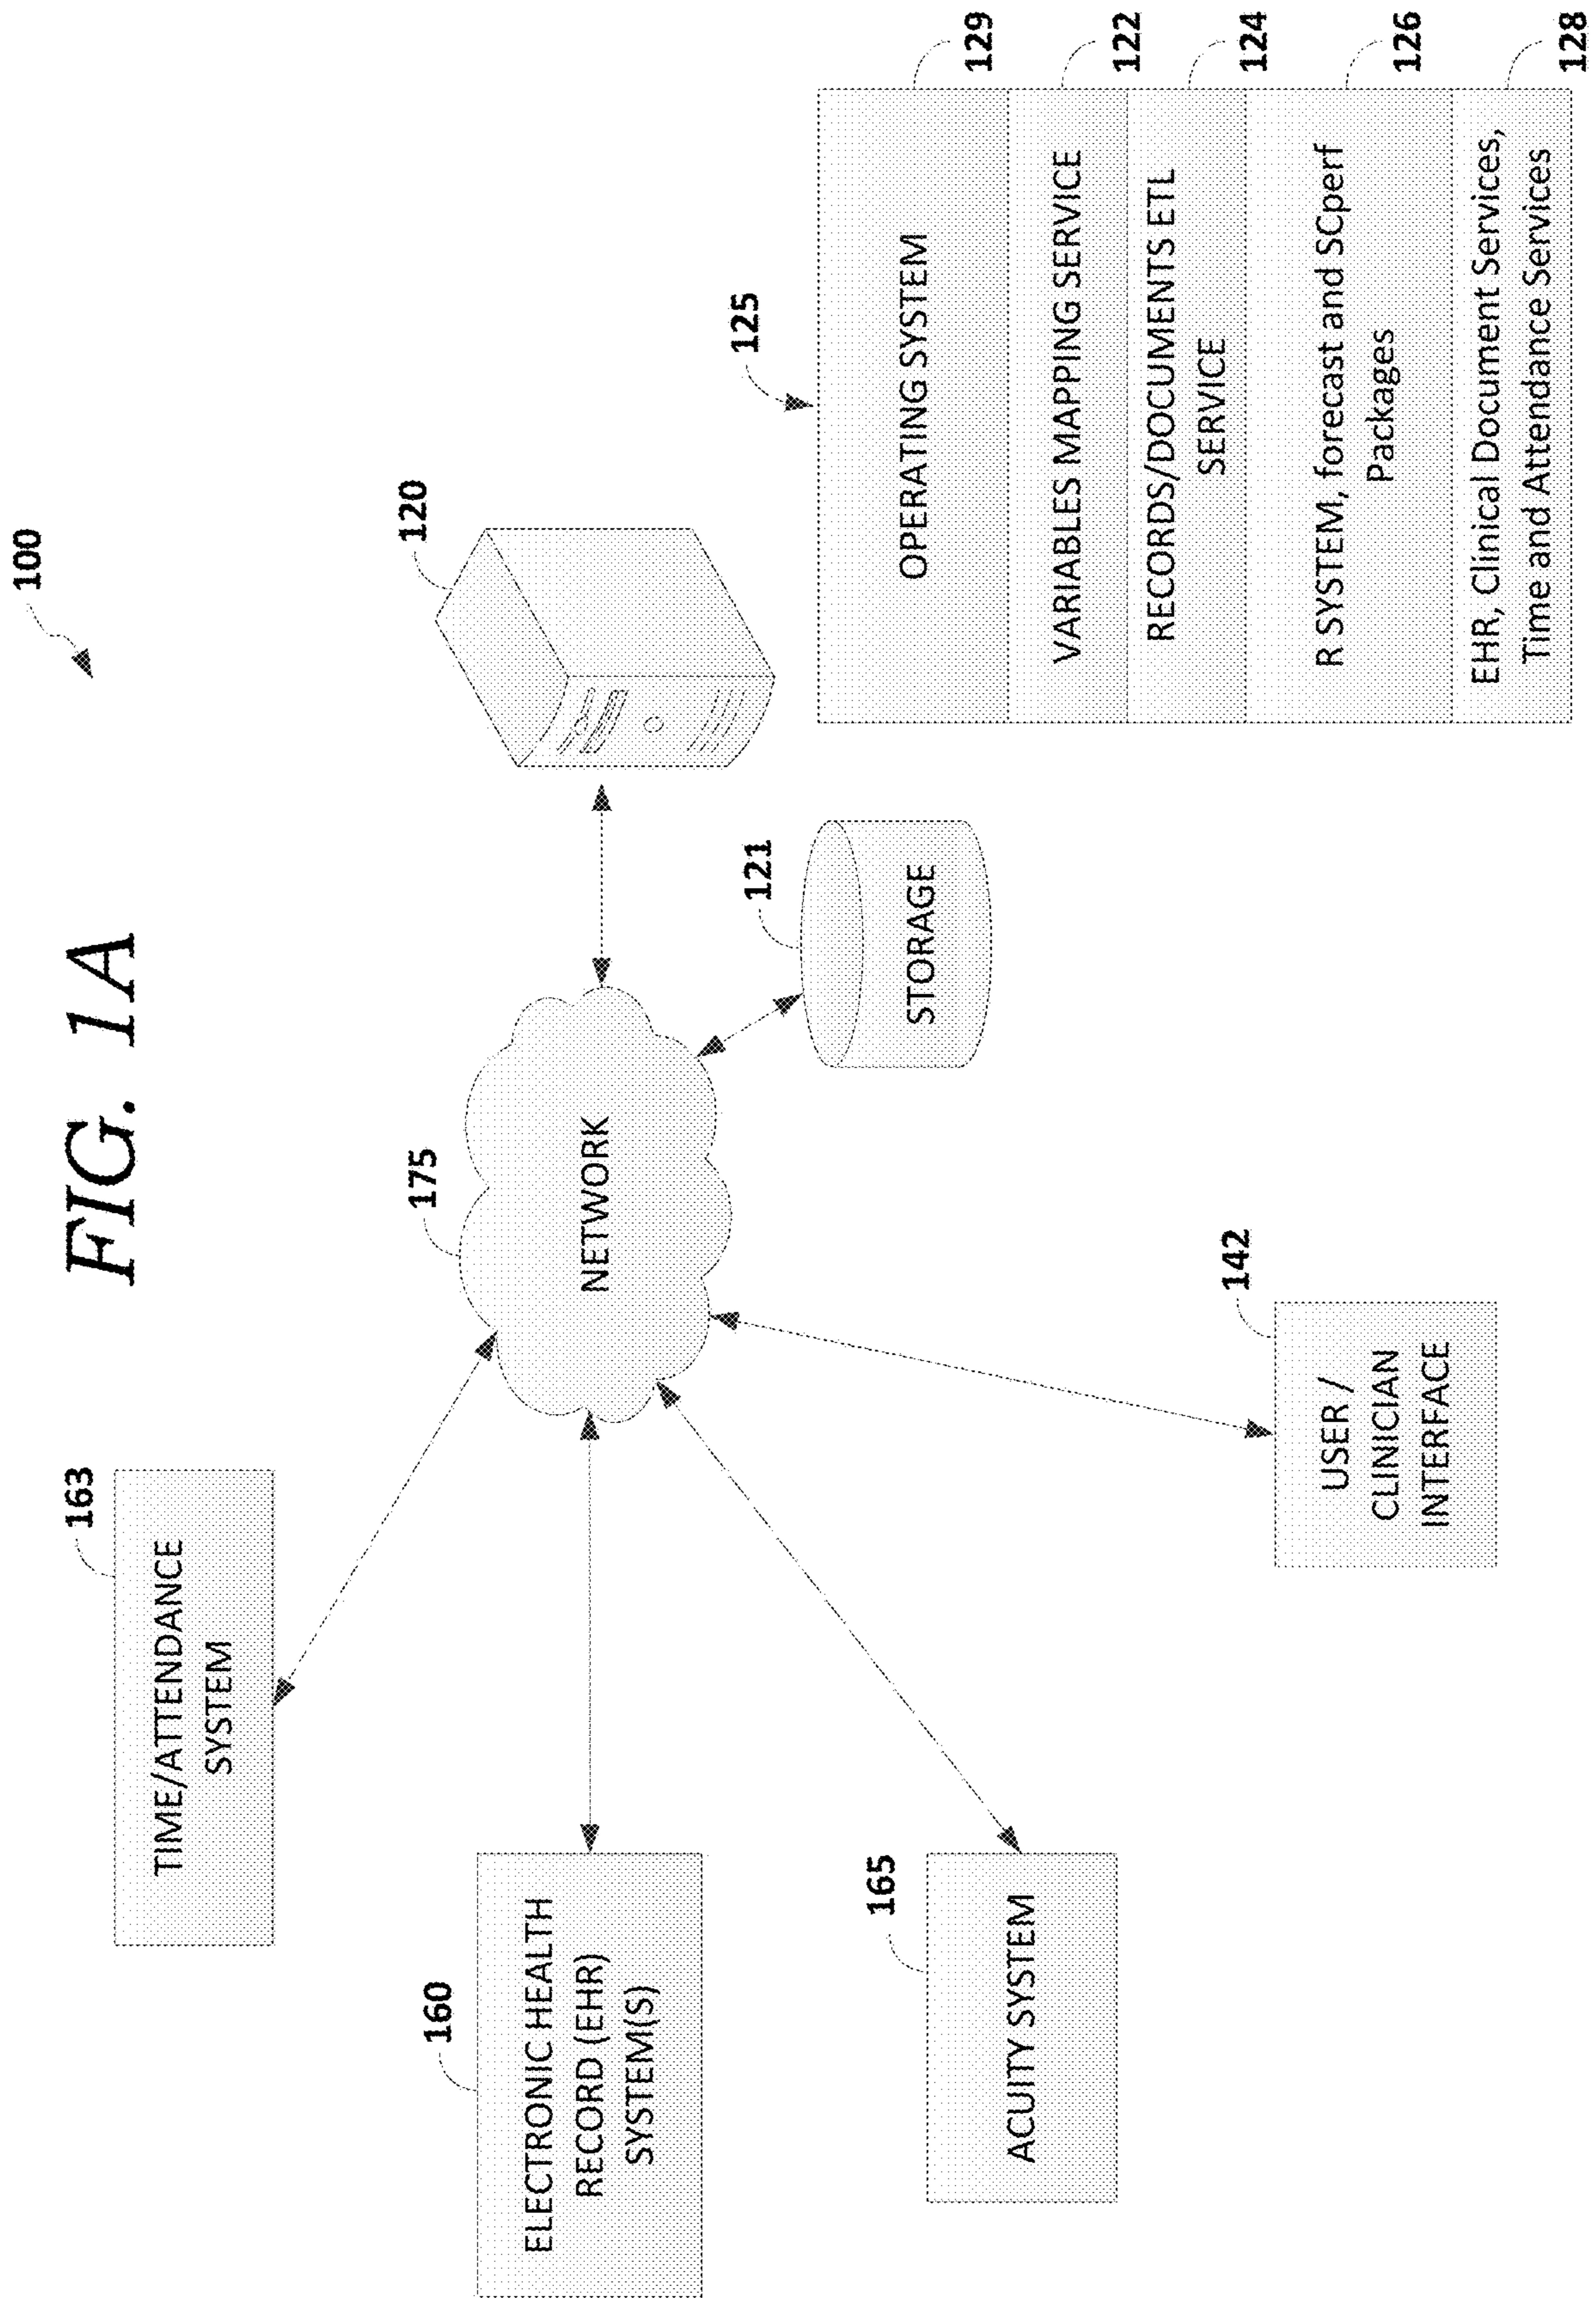 FIG. 1A
100
163
TIME/ATTENDANCE
SYSTEM
160
ELECTRONIC HEALTH
RECORD (EHR)
SYSTEM(S)
175
NETWORK
120
165
ACUITY SYSTEM
121
STORAGE
142
USER /
CLINICIAN
INTERFACE
125
OPERATING SYSTEM
129
VARIABLES MAPPING SERVICE
122
RECORDS/DOCUMENTS ETL
SERVICE
124
R SYSTEM, forecast and SCperf
Packages
126
EHR, Clinical Document Services,
Time and Attendance Services
128